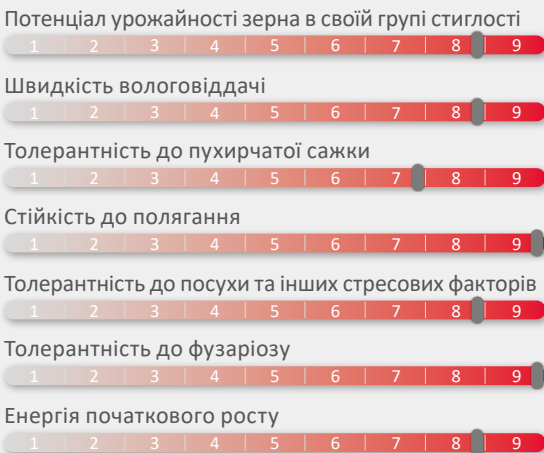 Потенціал урожайності зерна в своїй групі стиглості
1 2 3 4 5 6 7 8 9
Швидкість вологовіддачі
1 2 3 4 5 6 7 8 9
Толерантність до пухирчатої сажки
1 2 3 4 5 6 7 8 9
Стійкість до полягання
1 2 3 4 5 6 7 8 9
Толерантність до посухи та інших стресових факторів
1 2 3 4 5 6 7 8 9
Толерантність до фузаріозу
1 2 3 4 5 6 7 8 9
Енергія початкового росту
1 2 3 4 5 6 7 8 9